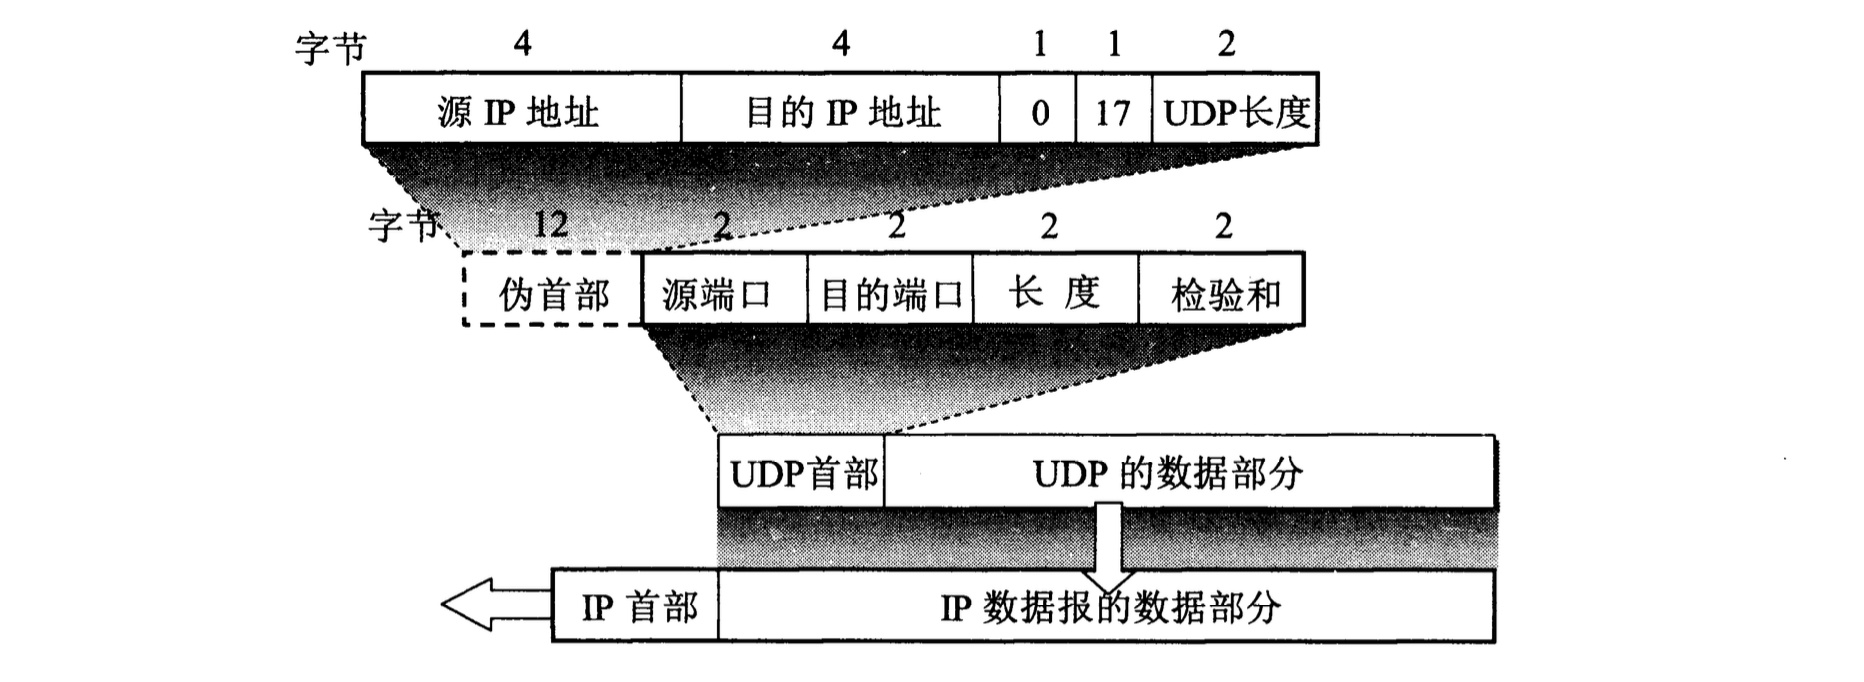 字节 4 4 1 1 2
源 IP 地址 目的 IP 地址 0 17 UDP长度
字节 12 2 2 2 2
伪首部 源端口 目的端口 长 度 检验和
UDP首部 UDP 的数据部分
IP 首部 IP 数据报的数据部分